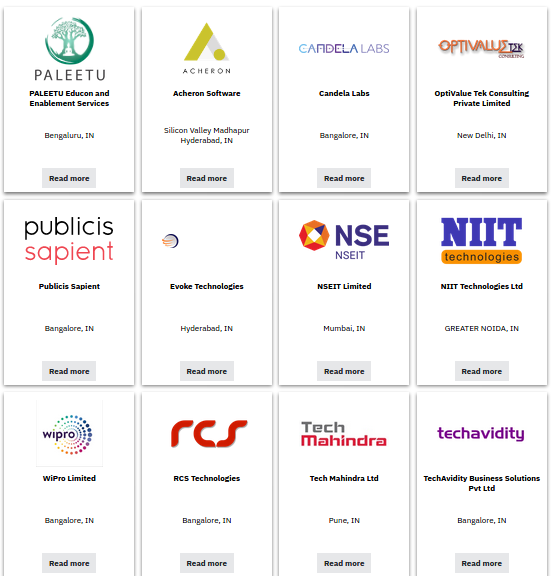 PALEETU
PALEETU Educon and
Enablement Services
Bengaluru, IN
Read more
ACHERON
Acheron Software
Silicon Valley Madhapur
Hyderabad, IN
Read more
CANDELA LABS
Candela Labs
Bangalore, IN
Read more
OPTIVALUE TEK
CONSULTING
OptiValue Tek Consulting
Private Limited
New Delhi, IN
Read more
publicis
sapient
Publicis Sapient
Bangalore, IN
Read more
Evoke Technologies
Hyderabad, IN
Read more
NSE
NSEIT
NSEIT Limited
Mumbai, IN
Read more
NIIT
technologies
NIIT Technologies Ltd
GREATER NOIDA, IN
Read more
wipro
WiPro Limited
Bangalore, IN
Read more
RCS
RCS Technologies
Bangalore, IN
Read more
Tech
Mahindra
Tech Mahindra Ltd
Pune, IN
Read more
techavidity
TechAvidity Business Solutions
Pvt Ltd
Bangalore, IN
Read more